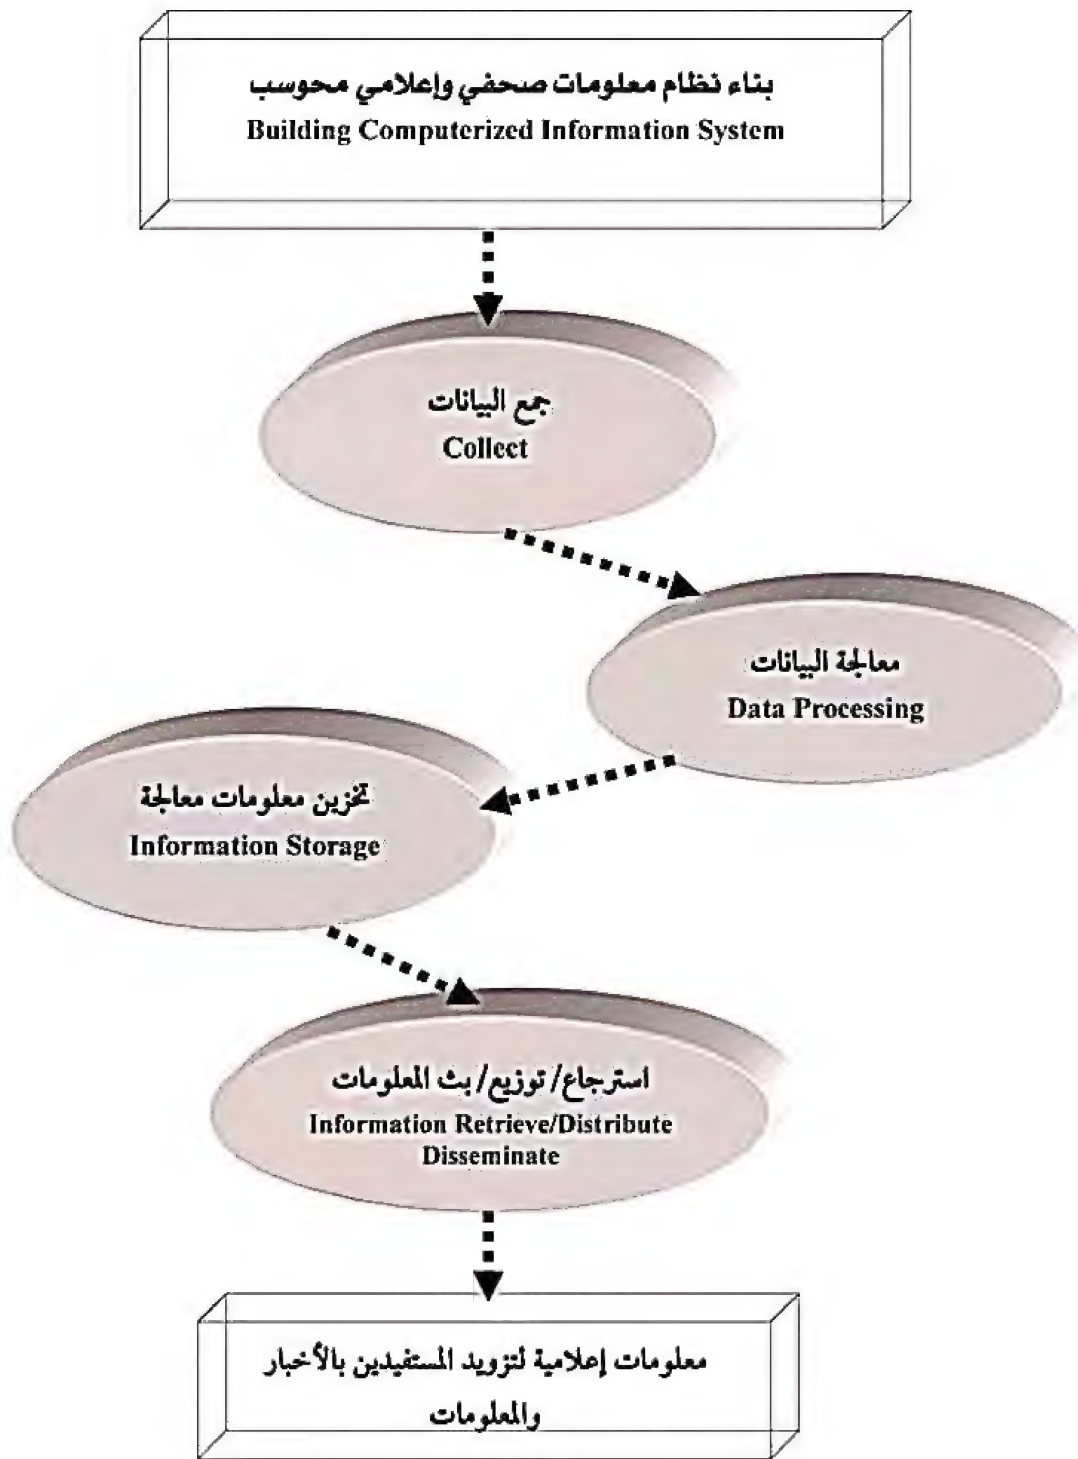 بناء نظام معلومات صحفي وإعلامي محوسب
Building Computerized Information System
جمع البيانات
Collect
معالجة البيانات
Data Processing
تخزين معلومات معالجة
Information Storage
استرجاع/ توزيع/ بث المعلومات
Information Retrieve/Distribute
Disseminate
معلومات إعلامية لتزويد المستفيدين بالأخبار
والمعلومات